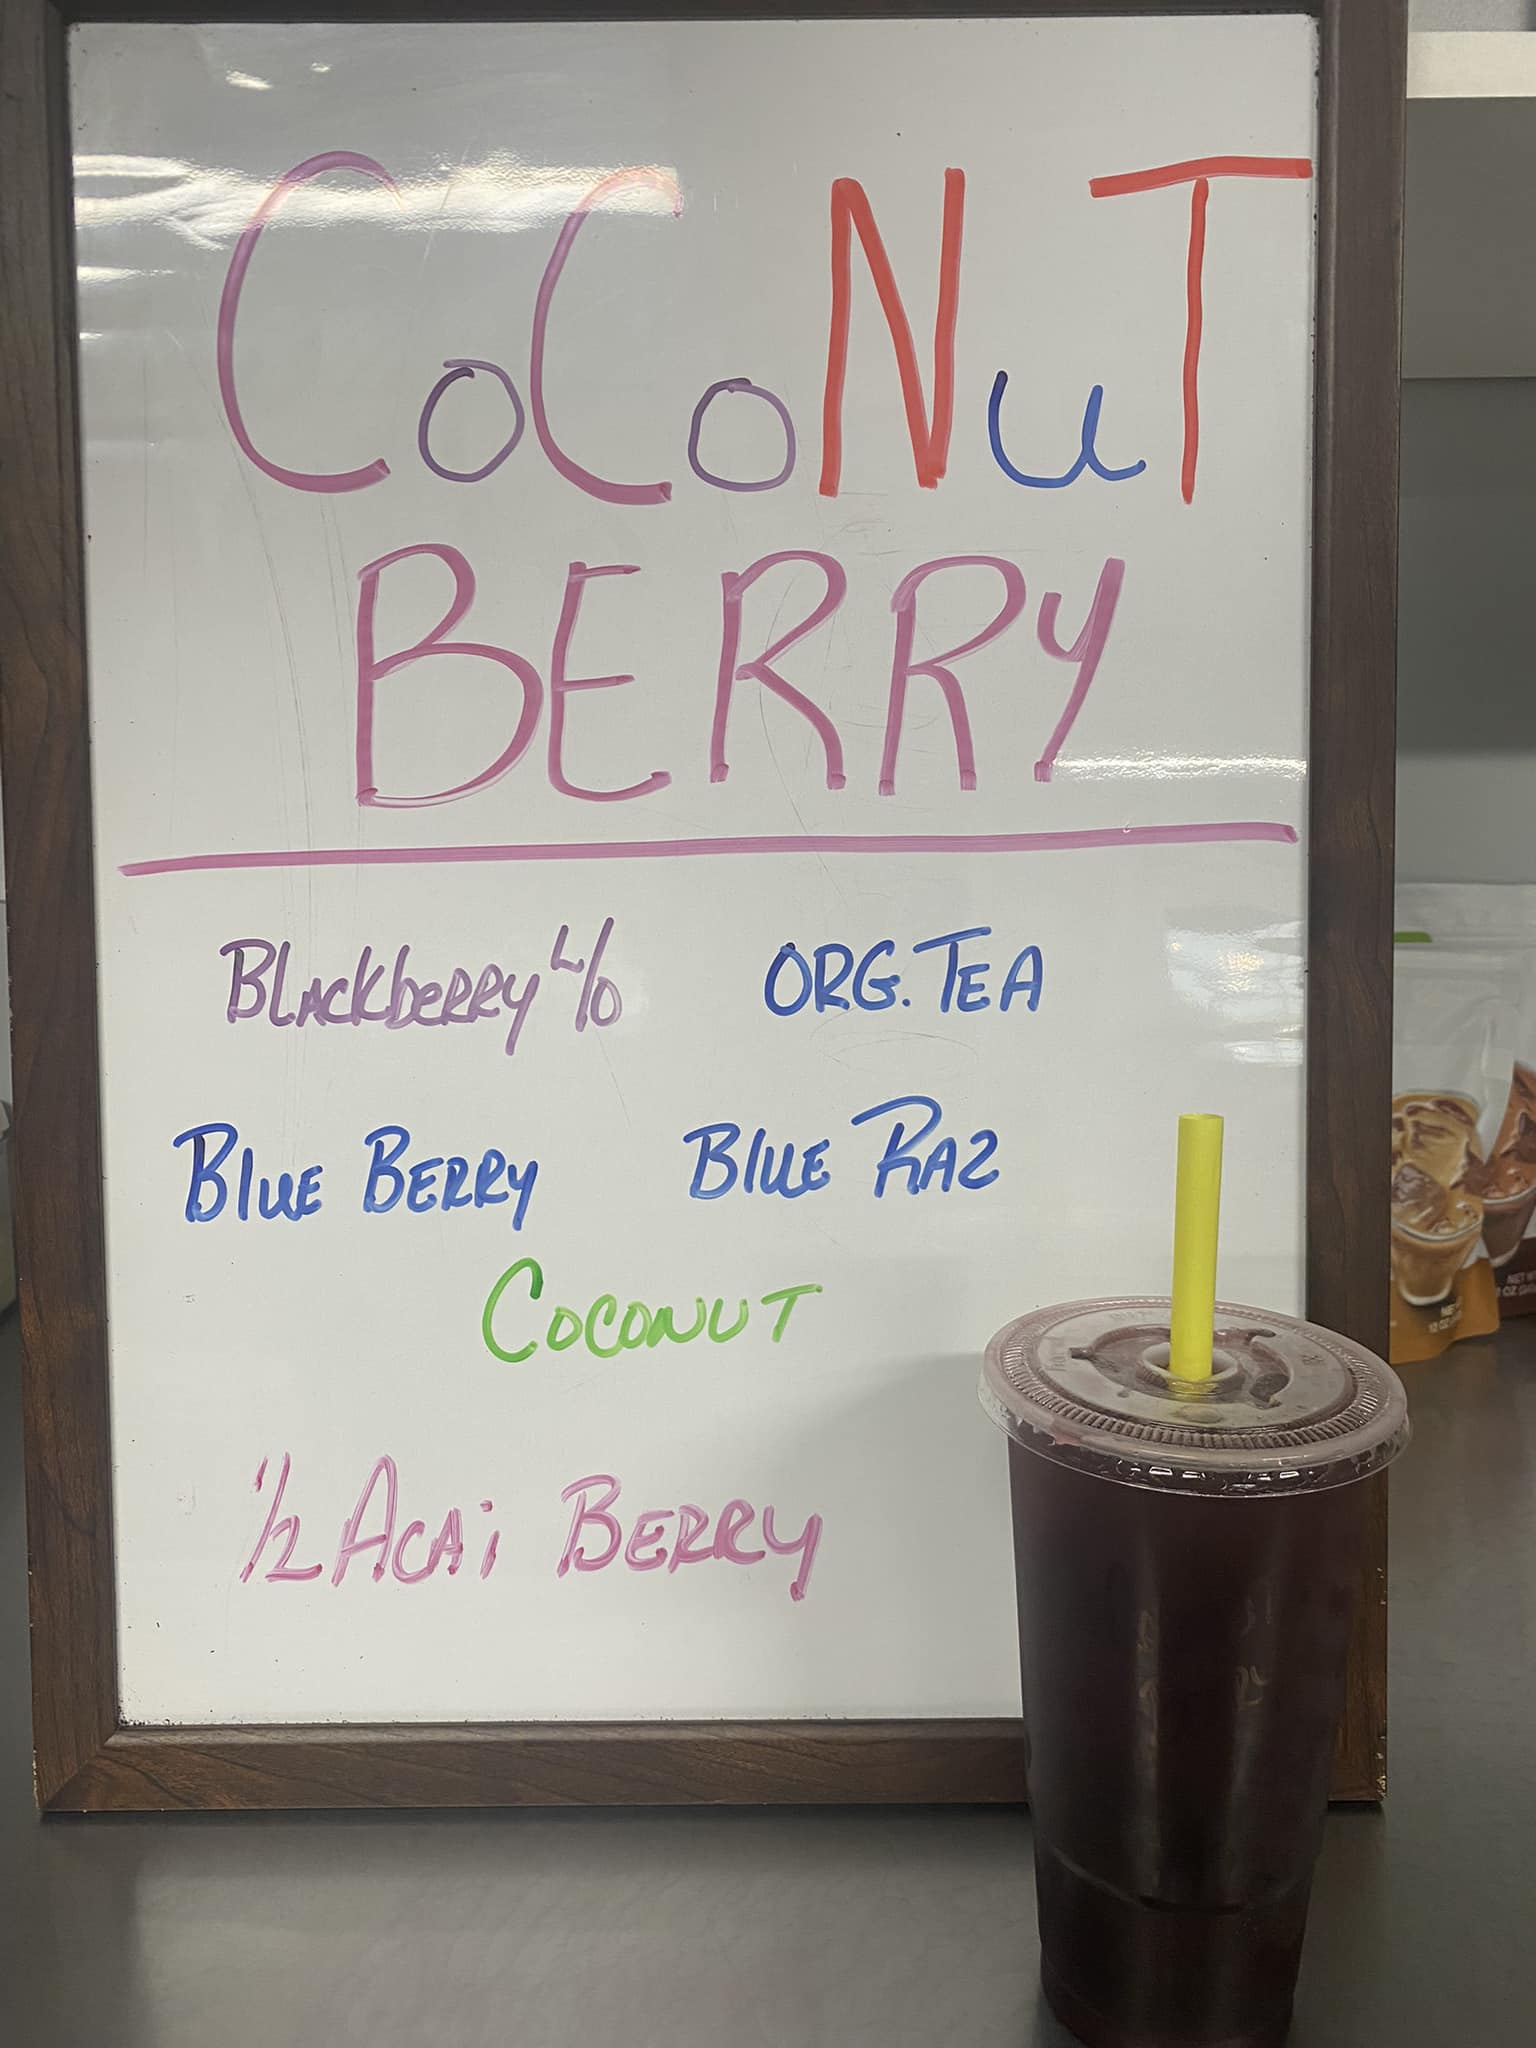 CoCoNuT
BERRY
BLackberry L/O ORG. TEA
BLUE BERRY BLUE RAZ
COCONUT
1/2 ACAi BERRY